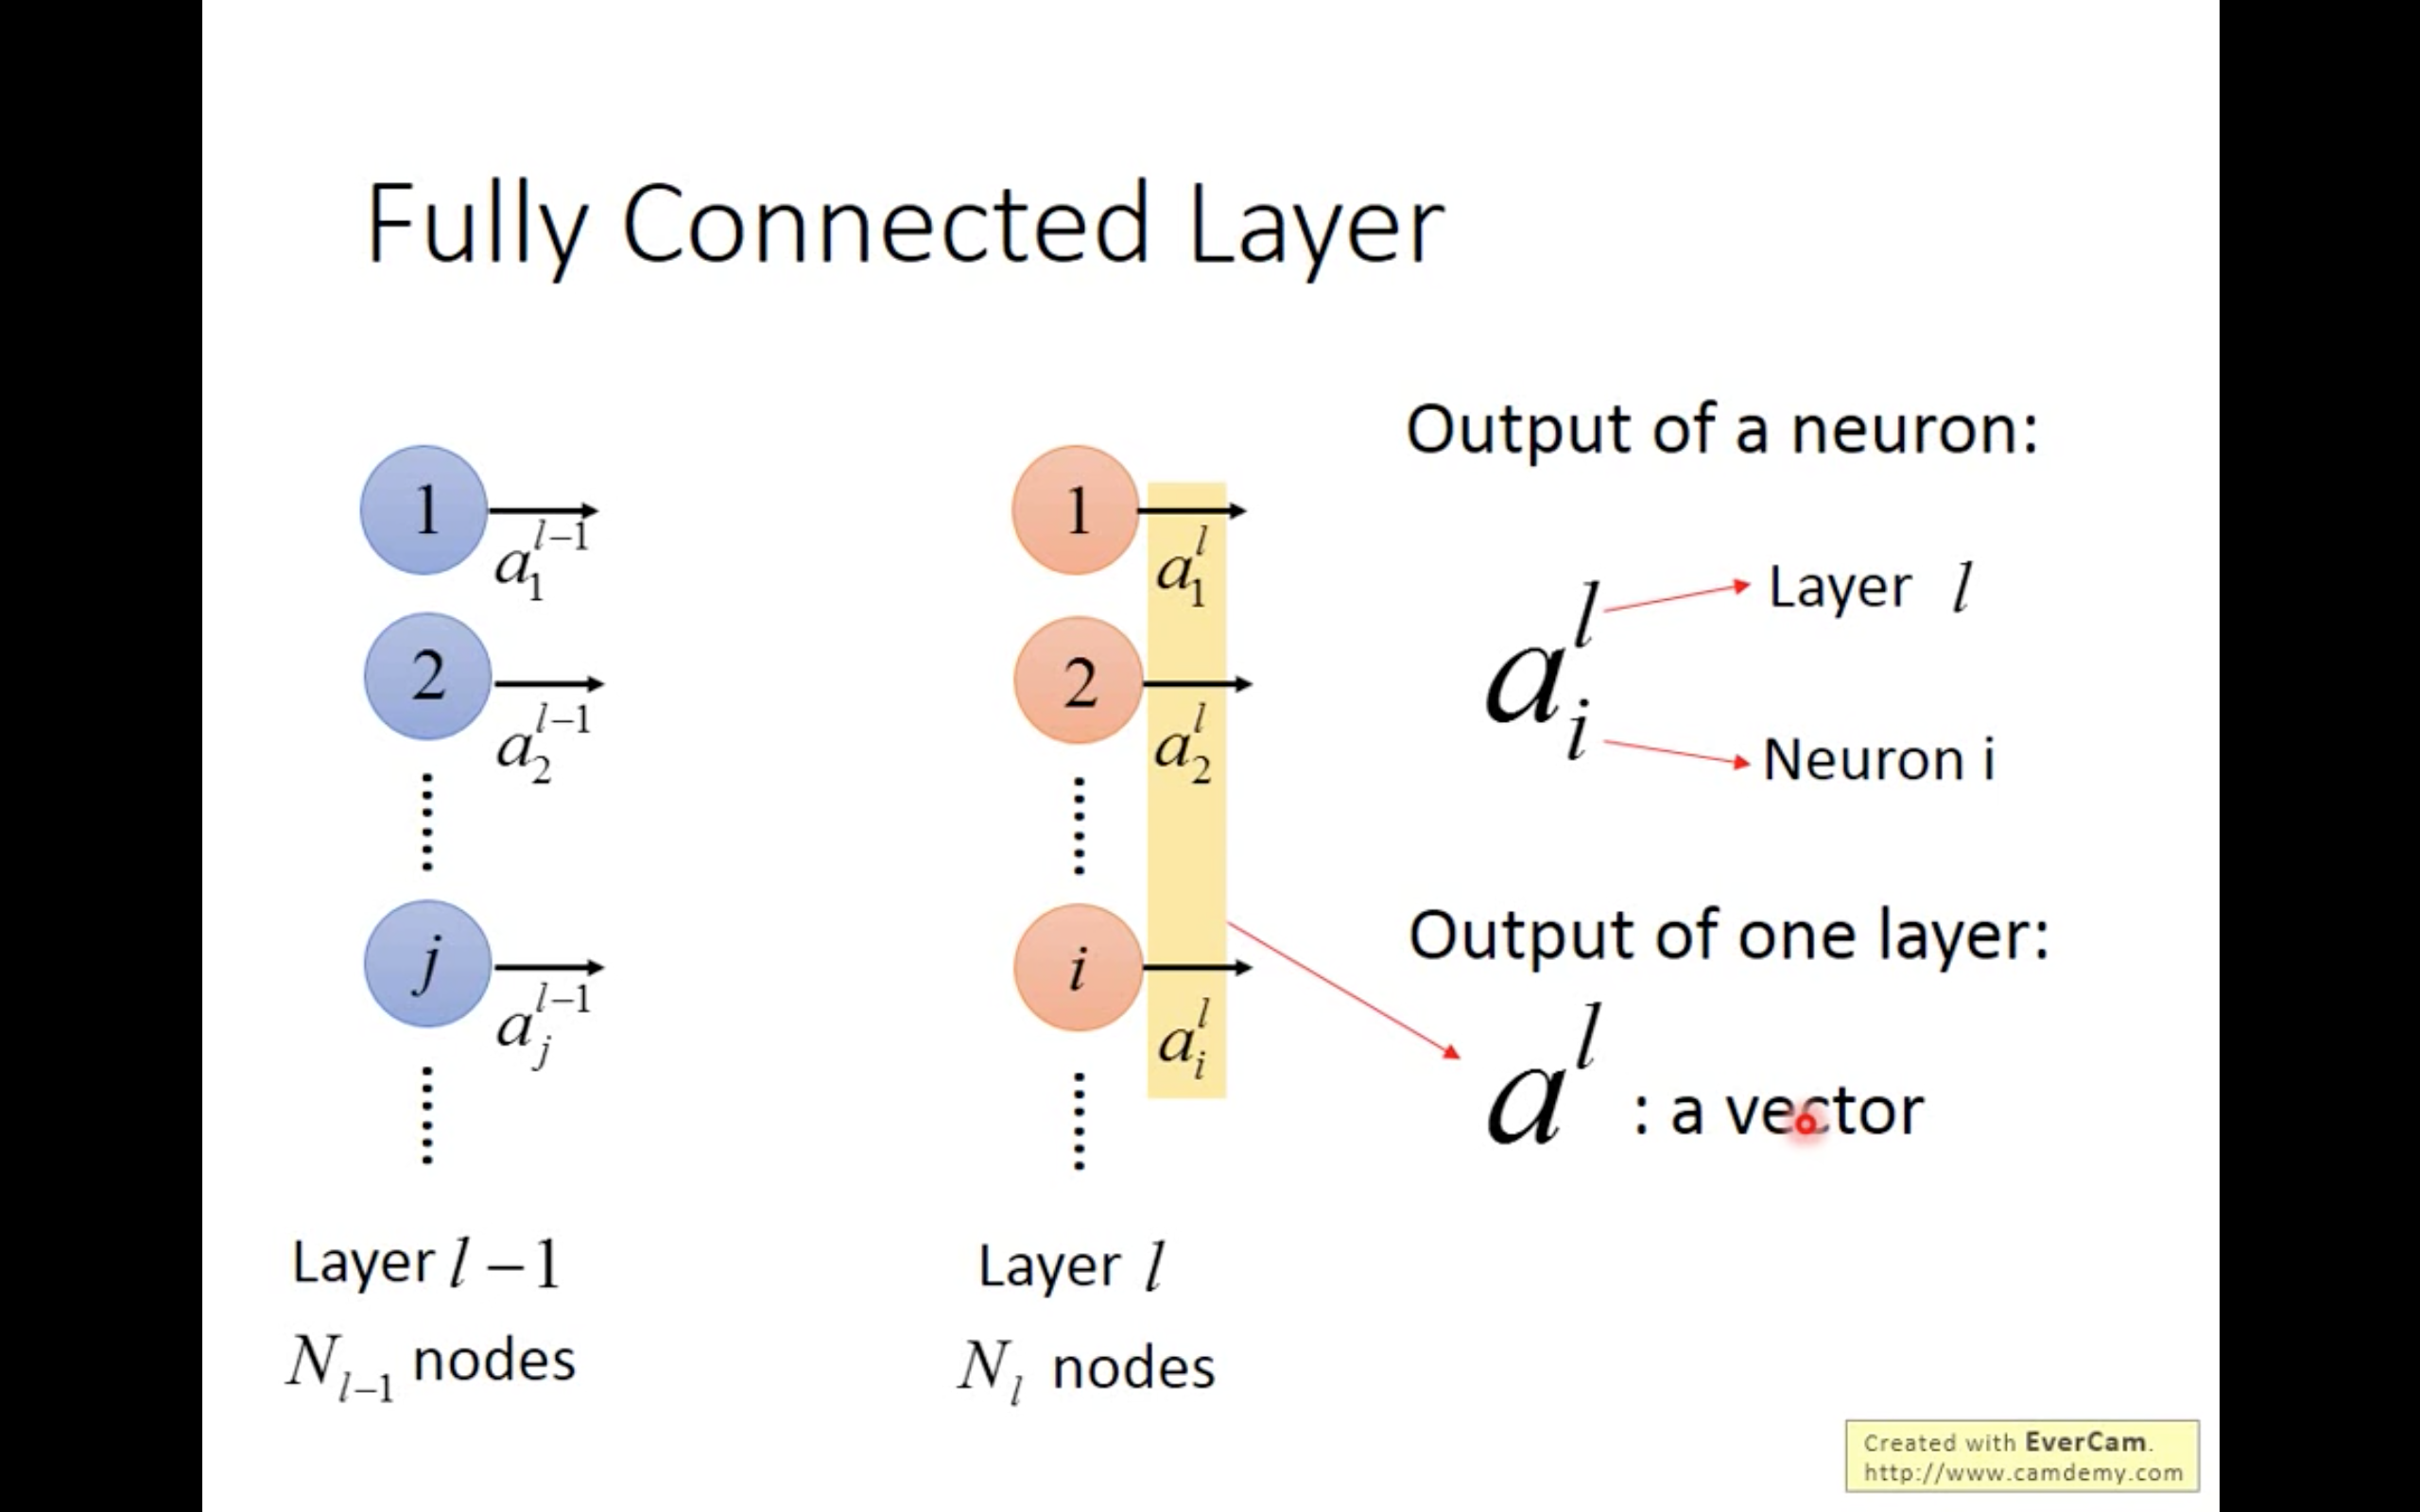 Fully Connected Layer
1
a_1^{l-1}
2
a_2^{l-1}
j
a_j^{l-1}
Layer l − 1
N_{l-1} nodes
1
a_1^l
2
a_2^l
i
a_i^l
Layer l
N_l nodes
Output of a neuron:
a_i^l
Layer l
Neuron i
Output of one layer:
a^l : a vector
Created with EverCam.
http://www.camdemy.com